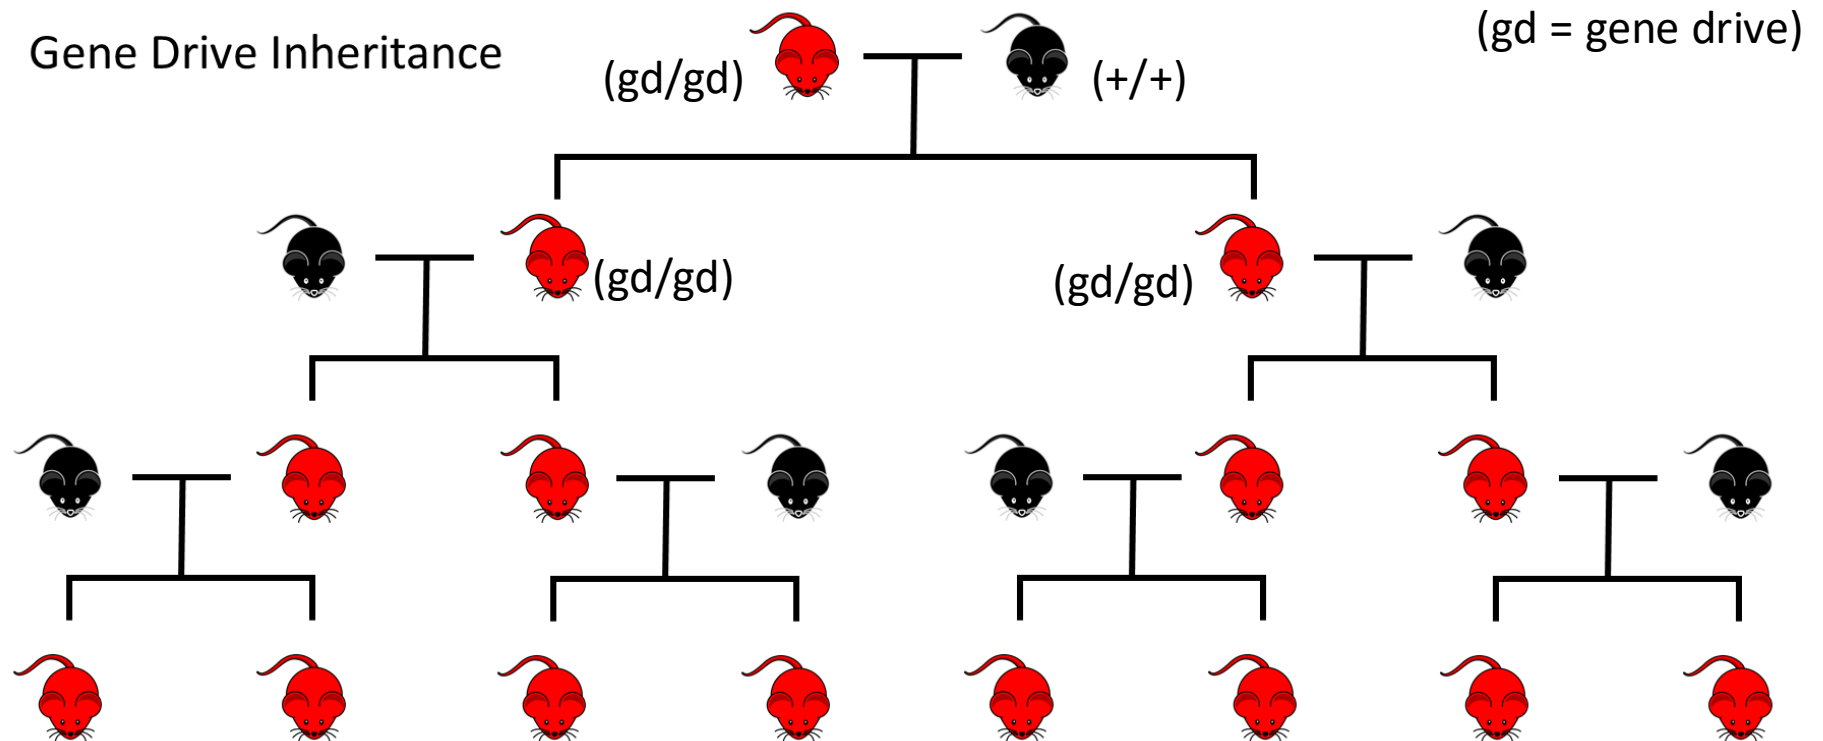 Gene Drive Inheritance
(gd = gene drive)
(gd/gd)
(+/+)
(gd/gd)
(gd/gd)